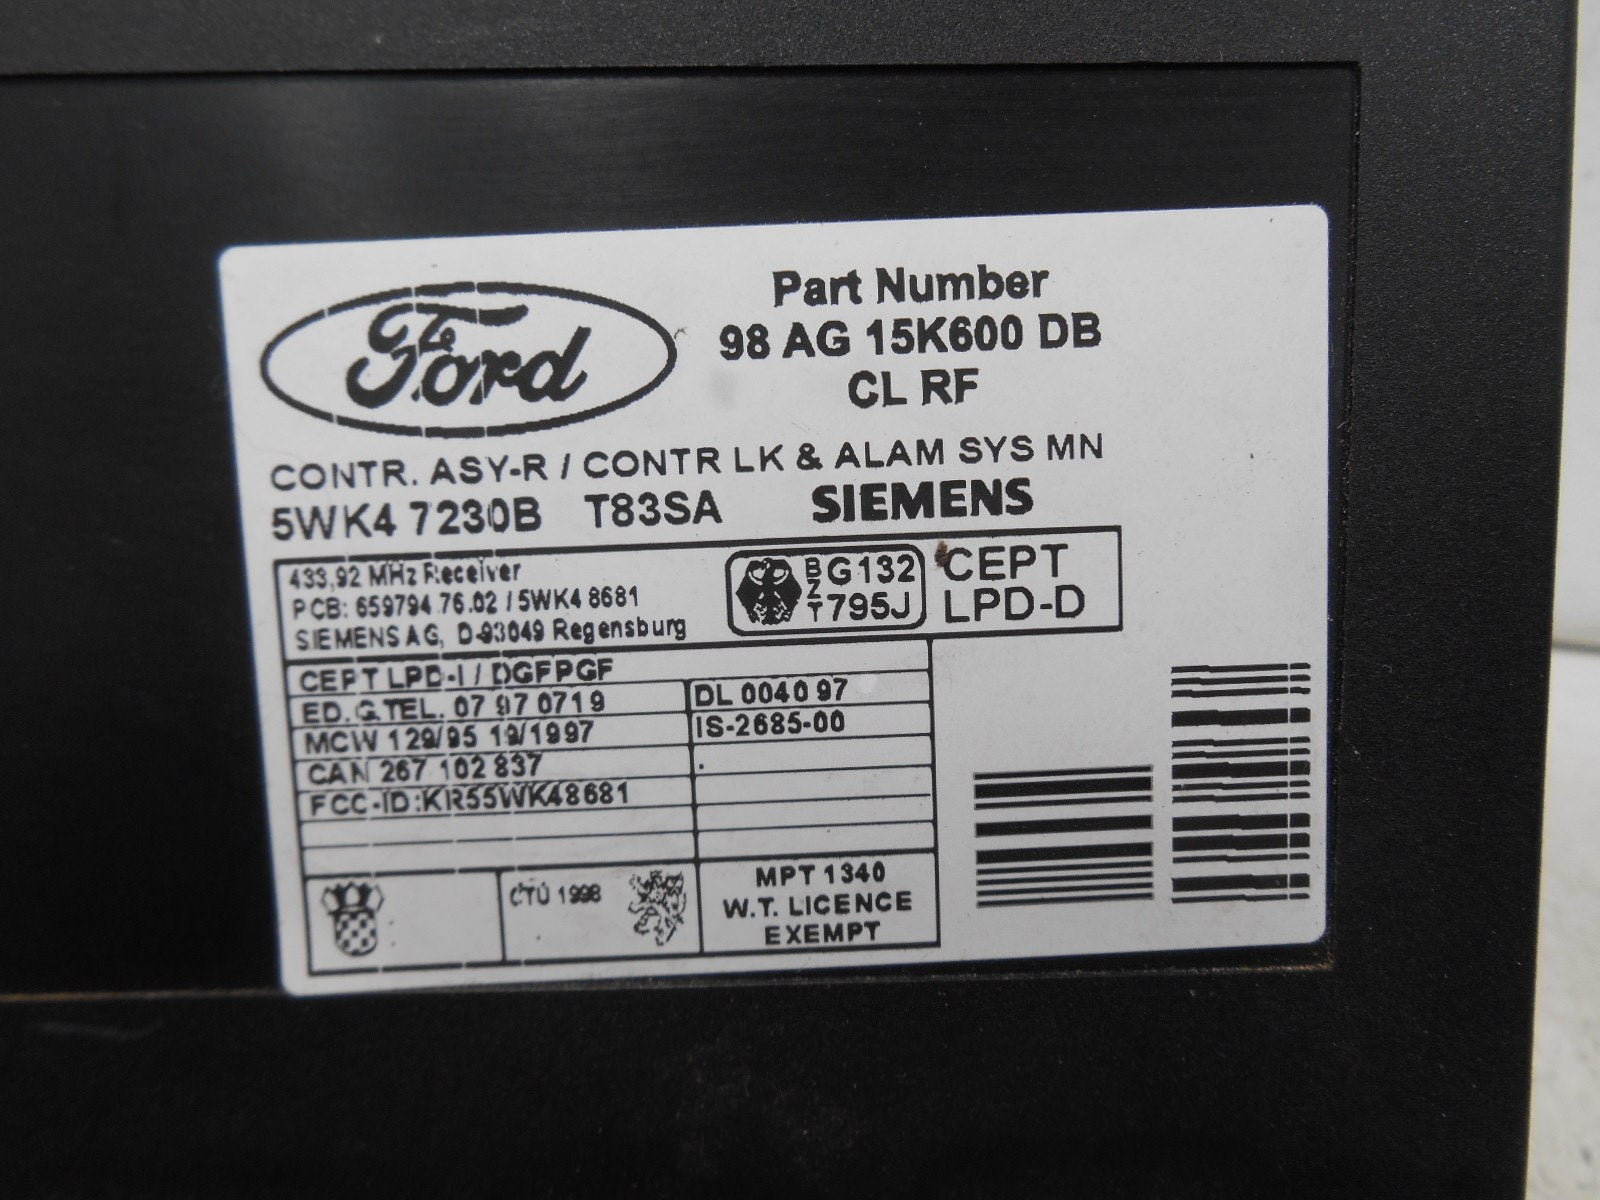 Ford
Part Number
98 AG 15K600 DB
CL RF
CONTR. ASY-R / CONTR LK & ALAM SYS MN
5WK4 7230B T83SA SIEMENS
433,92 MHz Receiver
PCB: 659794 76.02 / 5WK4 8681
SIEMENS AG, D-93049 Regensburg
BZT G132 795J
CEPT
LPD-D
CEPT LPD-I / DGFPGF
ED.G.TEL. 07 97 0719
DL 0040 97
MCW 129/95 19/1997
IS-2685-00
CAN 267 102 837
FCC-ID:KR55WK48681
CTÚ 1998
MPT 1340
W.T. LICENCE
EXEMPT